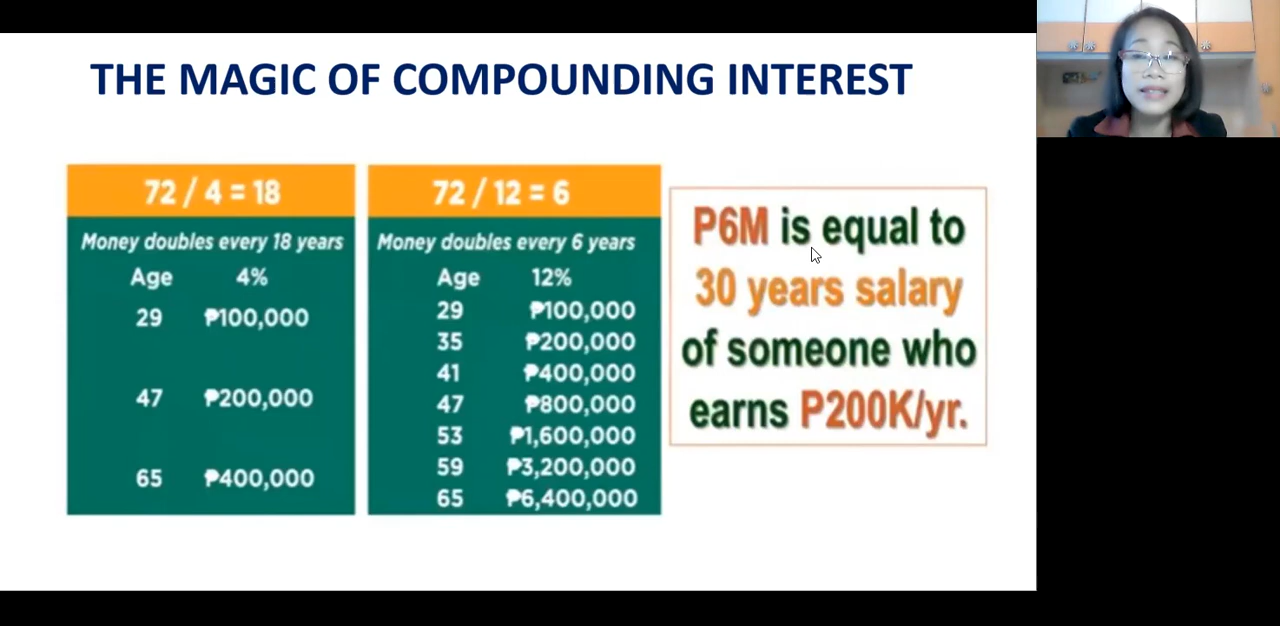 THE MAGIC OF COMPOUNDING INTEREST
72 / 4 = 18
Money doubles every 18 years
Age 4%
29 ₱100,000
47 ₱200,000
65 ₱400,000
72 / 12 = 6
Money doubles every 6 years
Age 12%
29 ₱100,000
35 ₱200,000
41 ₱400,000
47 ₱800,000
53 ₱1,600,000
59 ₱3,200,000
65 ₱6,400,000
P6M is equal to
30 years salary
of someone who
earns P200K/yr.